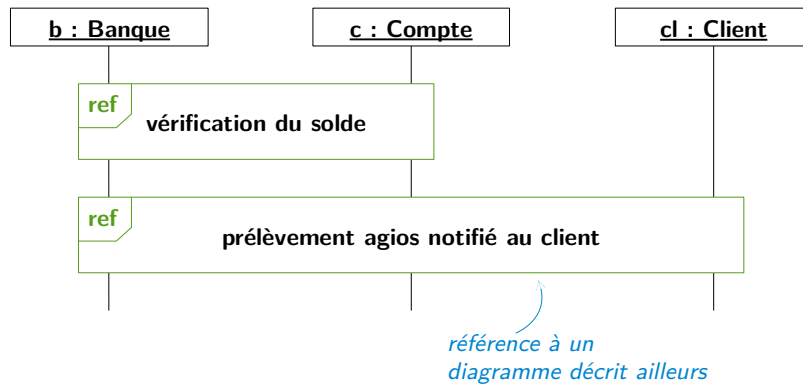 b : Banque
c : Compte
cl : Client
ref
vérification du solde
ref
prélèvement agios notifié au client
référence à un
diagramme décrit ailleurs